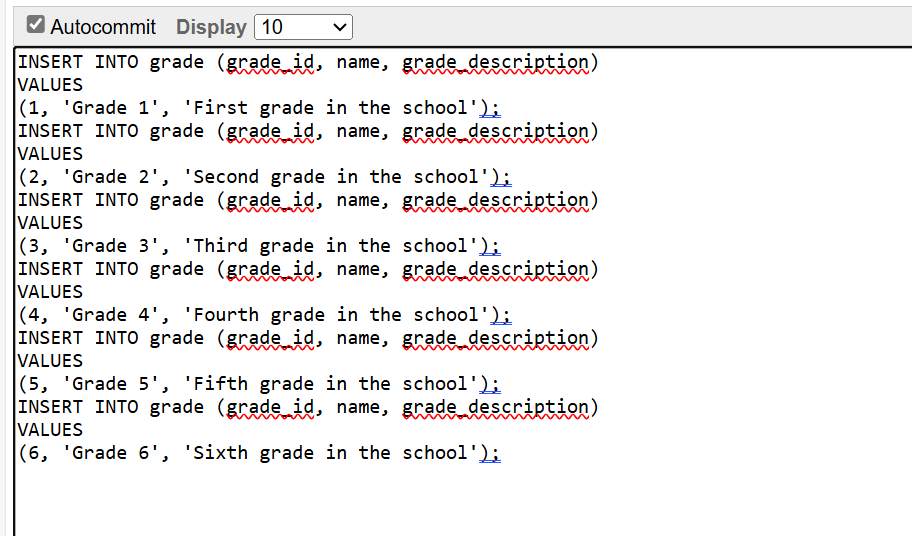 Autocommit Display 10
INSERT INTO grade (grade_id, name, grade_description)
VALUES
(1, 'Grade 1', 'First grade in the school');
INSERT INTO grade (grade_id, name, grade_description)
VALUES
(2, 'Grade 2', 'Second grade in the school');
INSERT INTO grade (grade_id, name, grade_description)
VALUES
(3, 'Grade 3', 'Third grade in the school');
INSERT INTO grade (grade_id, name, grade_description)
VALUES
(4, 'Grade 4', 'Fourth grade in the school');
INSERT INTO grade (grade_id, name, grade_description)
VALUES
(5, 'Grade 5', 'Fifth grade in the school');
INSERT INTO grade (grade_id, name, grade_description)
VALUES
(6, 'Grade 6', 'Sixth grade in the school');